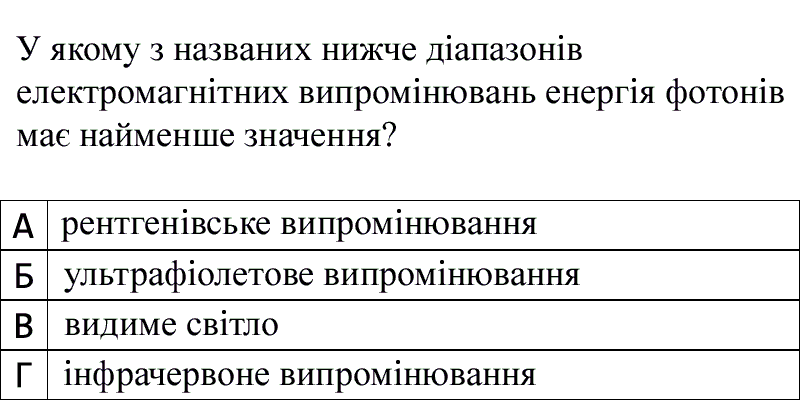 У якому з названих нижче діапазонів
електромагнітних випромінювань енергія фотонів
має найменше значення?
А рентгенівське випромінювання
Б ультрафіолетове випромінювання
В видиме світло
Г інфрачервоне випромінювання